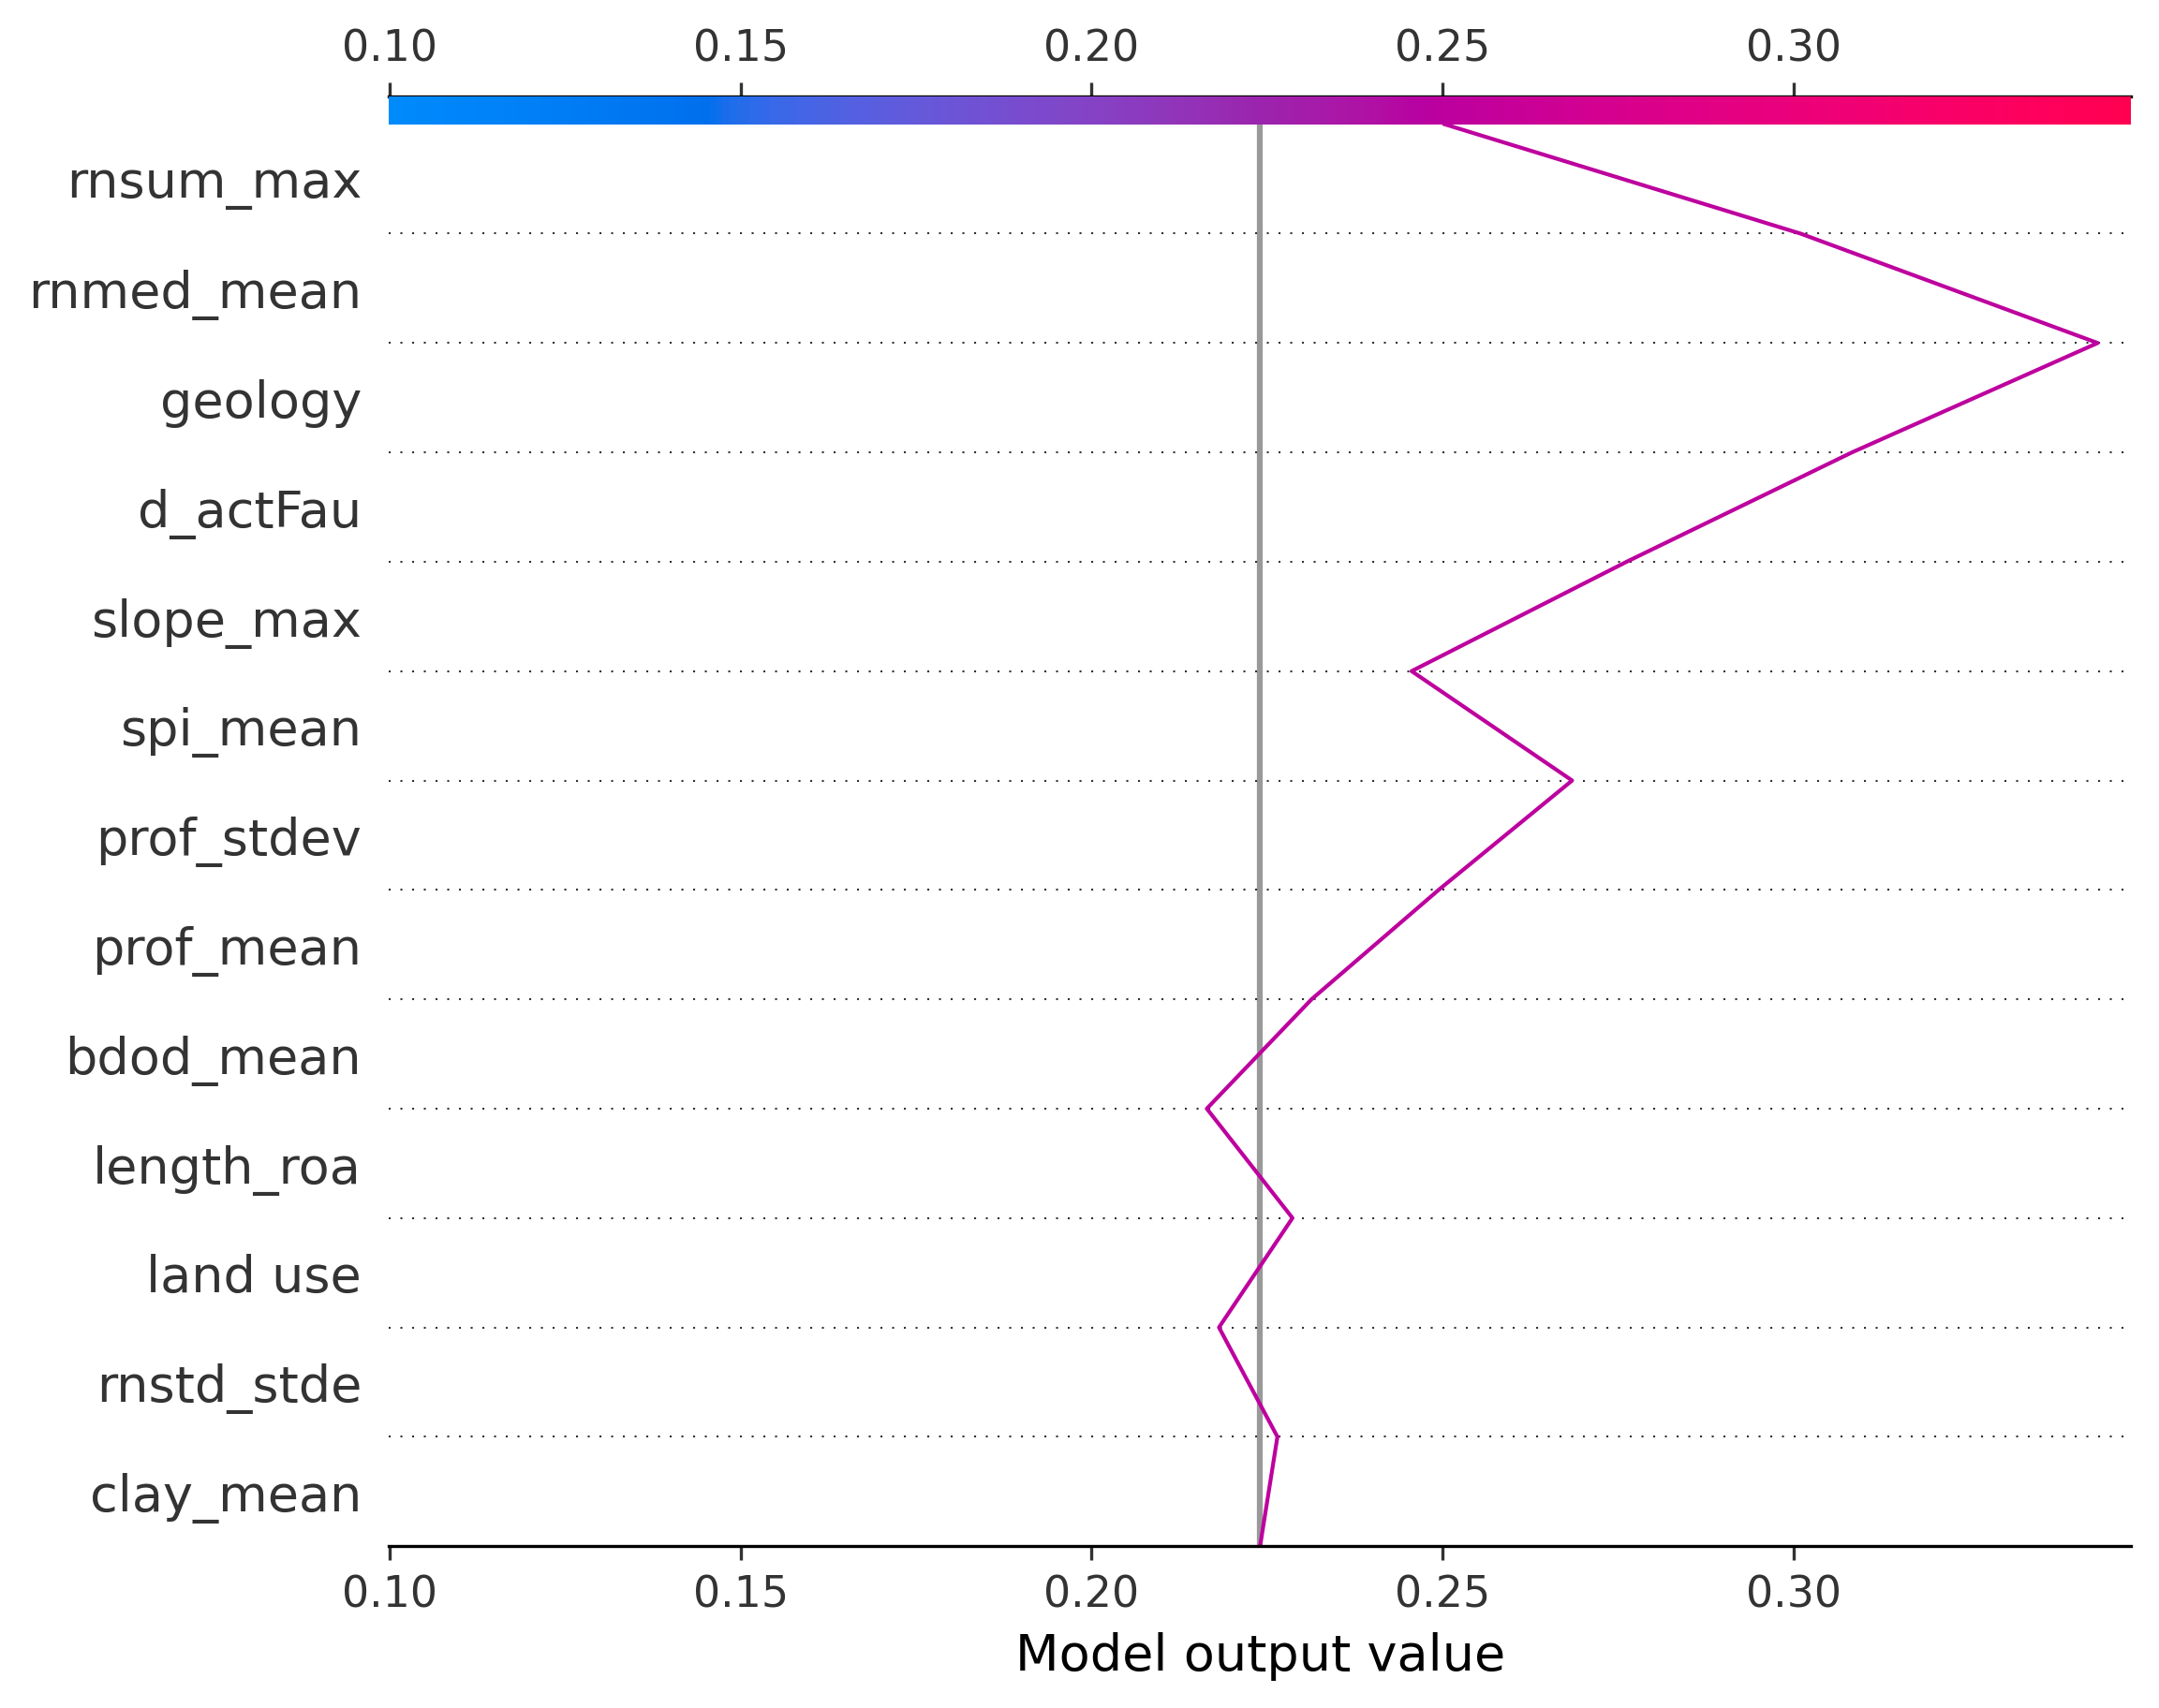 0.10 0.15 0.20 0.25 0.30
rnsum_max
rnmed_mean
geology
d_actFau
slope_max
spi_mean
prof_stdev
prof_mean
bdod_mean
length_roa
land use
rnstd_stde
clay_mean
0.10 0.15 0.20 0.25 0.30
Model output value